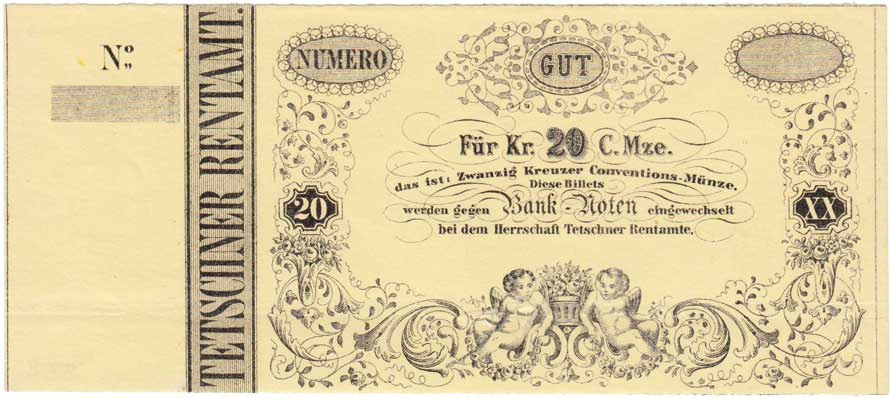 No.
TETSCHNER RENTAMT.
NUMERO
GUT
Für Kr. 20 C. Mze.
das ist: Zwanzig Kreuzer Conventions-Münze.
Diese Billets
werden gegen Bank-Noten eingewechselt
bei dem Herrschaft Tetschner Rentamte.
20
XX